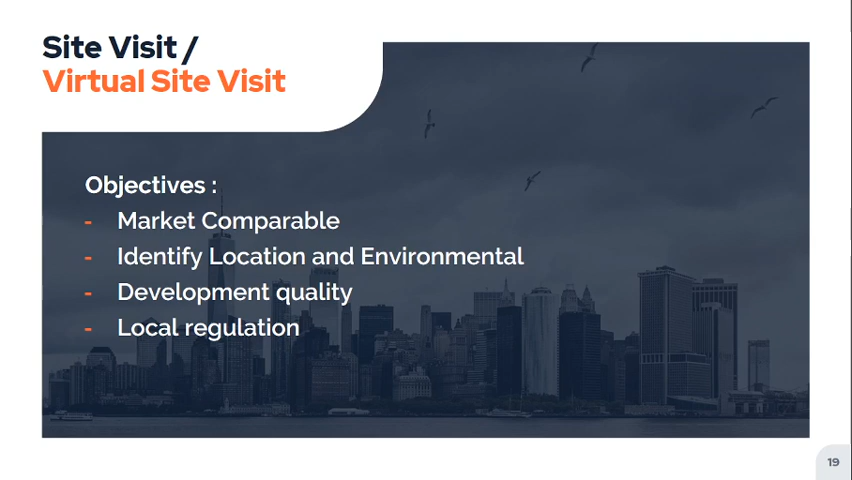 Site Visit /
Virtual Site Visit
Objectives :
- Market Comparable
- Identify Location and Environmental
- Development quality
- Local regulation
19